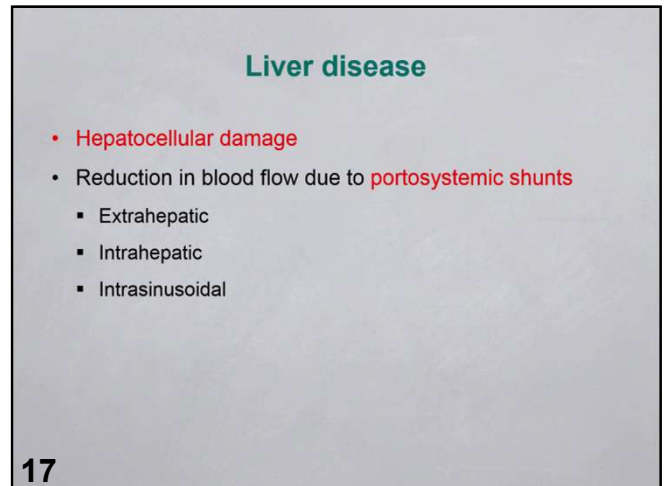 Liver disease
• Hepatocellular damage
• Reduction in blood flow due to portosystemic shunts
▪ Extrahepatic
▪ Intrahepatic
▪ Intrasinusoidal
17